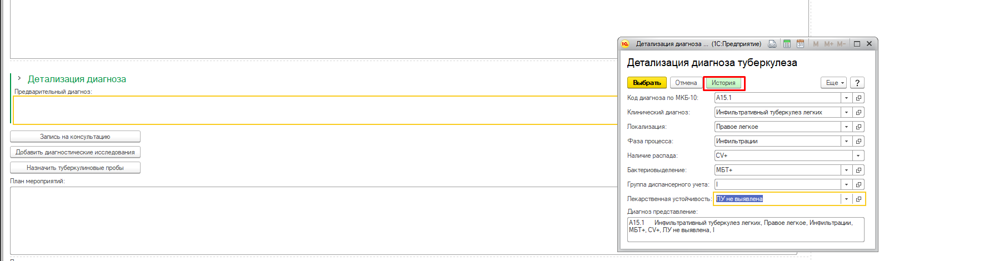 Детализация диагноза ... (1С:Предприятие)
31
M M+ M-
Детализация диагноза туберкулеза
Выбрать Отмена История Еще ?
Код диагноза по МКБ-10: A15.1
Клинический диагноз: Инфильтративный туберкулез легких
Локализация: Правое легкое
Фаза процесса: Инфильтрации
Наличие распада: CV+
Бактериовыделение: МБТ+
Группа диспансерного учета: I
Лекарственная устойчивость: ЛУ не выявлена
Диагноз представление:
A15.1 Инфильтративный туберкулез легких, Правое легкое, Инфильтрации,
МБТ+, CV+, ЛУ не выявлена, I
Детализация диагноза
Предварительный диагноз:
Запись на консультацию
Добавить диагностические исследования
Назначить туберкулиновые пробы
План мероприятий: